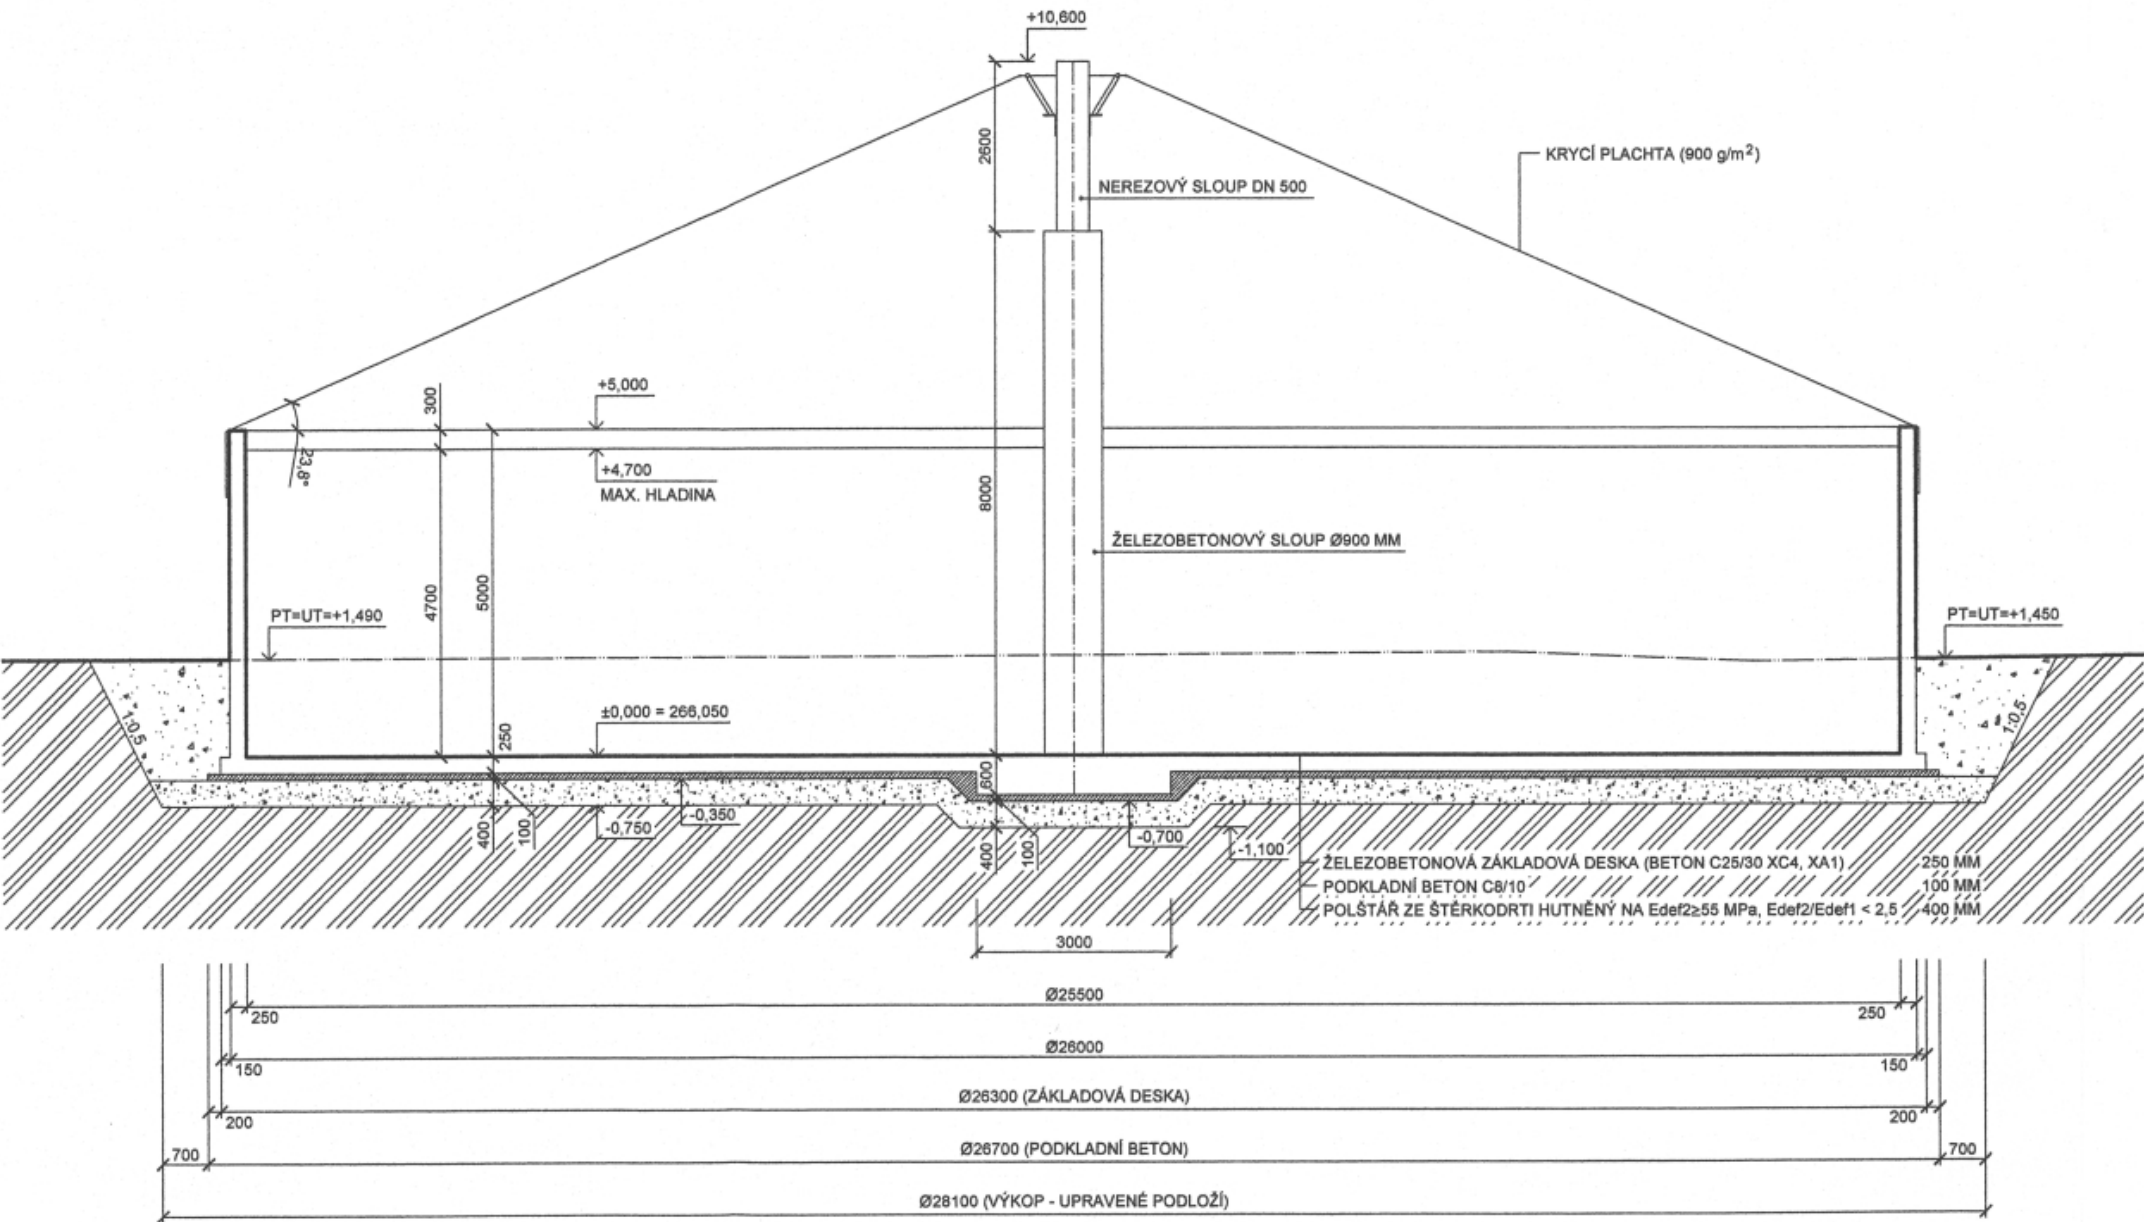 +10,600
2600
KRYCÍ PLACHTA (900 g/m²)
NEREZOVÝ SLOUP DN 500
+5,000
300
23,8°
+4,700
MAX. HLADINA
8000
ŽELEZOBETONOVÝ SLOUP Ø900 MM
4700
5000
PT=UT=+1,490
PT=UT=+1,450
1:0,5
±0,000 = 266,050
250
1:0,5
600
400
100
-0,750
-0,350
400
100
-0,700
-1,100
ŽELEZOBETONOVÁ ZÁKLADOVÁ DESKA (BETON C25/30 XC4, XA1) 250 MM
PODKLADNÍ BETON C8/10 100 MM
POLŠTÁŘ ZE ŠTĚRKODRTI HUTNĚNÝ NA Edef2≥55 MPa, Edef2/Edef1 < 2,5 400 MM
3000
Ø25500
250
250
Ø26000
150
150
Ø26300 (ZÁKLADOVÁ DESKA)
200
200
Ø26700 (PODKLADNÍ BETON)
700
700
Ø28100 (VÝKOP - UPRAVENÉ PODLOŽÍ)